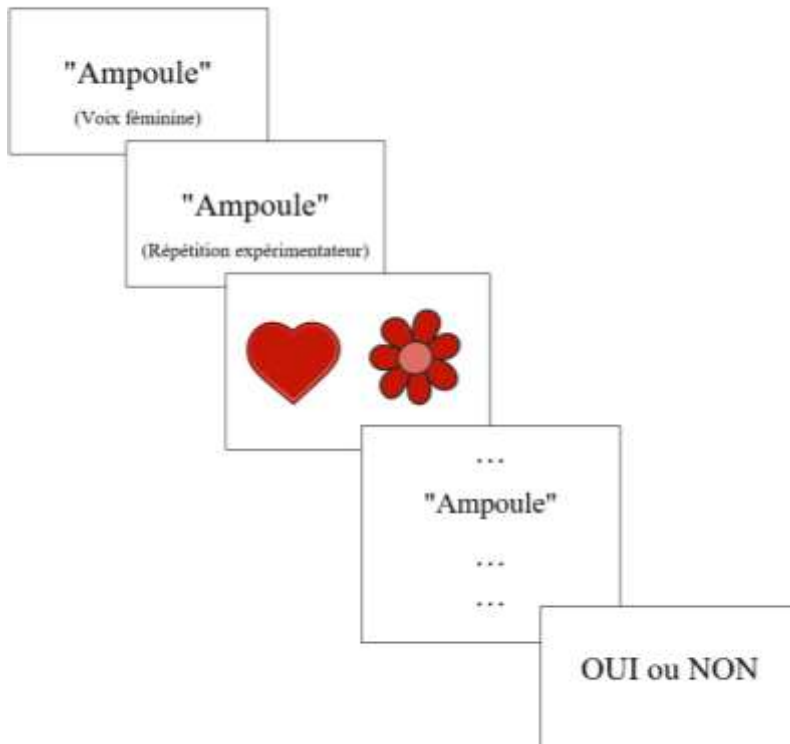 "Ampoule"
(Voix féminine)
"Ampoule"
(Répétition expérimentateur)
...
"Ampoule"
...
...
OUI ou NON